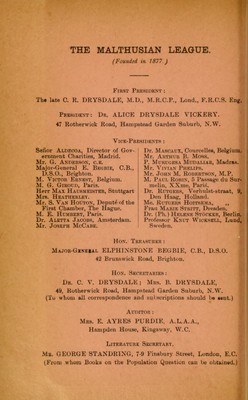 THE MALTHUSIAN LEAGUE.
(Founded in 1877.)
FIRST PRESIDENT:
The late C. R. DRYSDALE, M.D., M.R.C.P., Lond., F.R.C.S. Eng.
PRESIDENT: DR. ALICE DRYSDALE VICKERY.
47 Rotherwick Road, Hampstead Garden Suburb, N.W.
VICE-PRESIDENTS:
Señor ALDECOA, Director of Government Charities, Madrid.
Mr. G. ANDERSON, C.E.
Major-General E. BEGBIE, C.B., D.S.O., Brighton.
M. VICTOR ERNEST, Belgium.
M. G. GIROUD, Paris.
Herr MAX HAUSMEISTER, Stuttgart
Mrs. HEATHERLEY.
Mr. S. VAN HOUTEN, Deputé of the First Chamber, The Hague.
M. E. HUMBERT, Paris.
Dr. ALETTA JACOBS, Amsterdam.
Mr. JOSEPH MCCABE.
Dr. MASCAUX, Courcelles, Belgium.
Mr. ARTHUR B. MOSS.
P. MURUGESA MUDALIAR, Madras.
Mr. VIVIAN PHELIPS.
Mr. JOHN M. ROBERTSON, M.P.
M. PAUL ROBIN, 5 Passage du Surmelin, XXme, Paris.
Dr. RUTGERS, Verhulst-straat, 9, Den Haag, Holland.
Me. RUTGERS HOITSEMA, „ „
Frau MARIE STRITT, Dresden.
Dr. (Ph.) HELENE STÖCKER, Berlin.
Professor KNUT WICKSELL, Lund, Sweden.
HON. TREASURER:
MAJOR-GENERAL ELPHINSTONE BEGBIE, C.B., D.S.O.
42 Brunswick Road, Brighton.
HON. SECRETARIES:
DR. C. V. DRYSDALE; MRS. B. DRYSDALE,
49, Rotherwick Road, Hampstead Garden Suburb, N.W.
(To whom all correspondence and subscriptions should be sent.)
AUDITOR:
MRS. E. AYRES PURDIE, A.L.A.A.,
Hampden House, Kingsway, W.C.
LITERATURE SECRETARY.
MR. GEORGE STANDRING, 7-9 Finsbury Street, London, E.C.
(From whom Books on the Population Question can be obtained.)